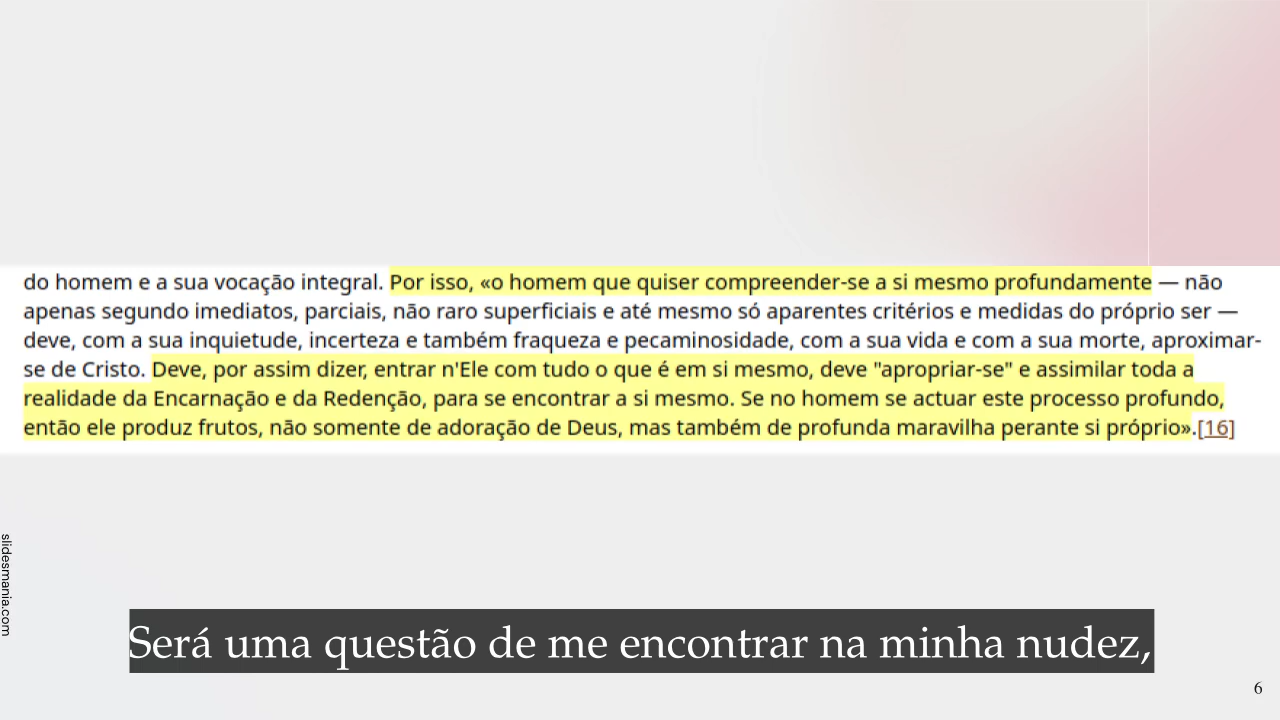 do homem e a sua vocação integral. Por isso, «o homem que quiser compreender-se a si mesmo profundamente — não
apenas segundo imediatos, parciais, não raro superficiais e até mesmo só aparentes critérios e medidas do próprio ser —
deve, com a sua inquietude, incerteza e também fraqueza e pecaminosidade, com a sua vida e com a sua morte, aproximar-
se de Cristo. Deve, por assim dizer, entrar n'Ele com tudo o que é em si mesmo, deve "apropriar-se" e assimilar toda a
realidade da Encarnação e da Redenção, para se encontrar a si mesmo. Se no homem se actuar este processo profundo,
então ele produz frutos, não somente de adoração de Deus, mas também de profunda maravilha perante si próprio».[16]
slidesmania.com
Será uma questão de me encontrar na minha nudez,
6